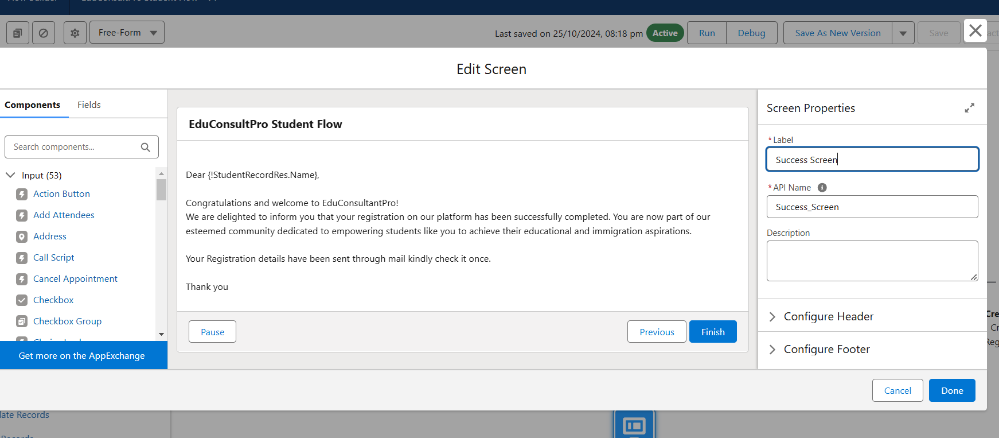 Free-Form
Last saved on 25/10/2024, 08:18 pm
Active
Run
Debug
Save As New Version
Save
Edit Screen
Components
Fields
Search components...
Input (53)
Action Button
Add Attendees
Address
Call Script
Cancel Appointment
Checkbox
Checkbox Group
Get more on the AppExchange
EduConsultPro Student Flow
Dear {!StudentRecordRes.Name},
Congratulations and welcome to EduConsultantPro!
We are delighted to inform you that your registration on our platform has been successfully completed. You are now part of our
esteemed community dedicated to empowering students like you to achieve their educational and immigration aspirations.
Your Registration details have been sent through mail kindly check it once.
Thank you
Pause
Previous
Finish
Screen Properties
*Label
Success Screen
*API Name
Success_Screen
Description
Configure Header
Configure Footer
Cancel
Done
late Records